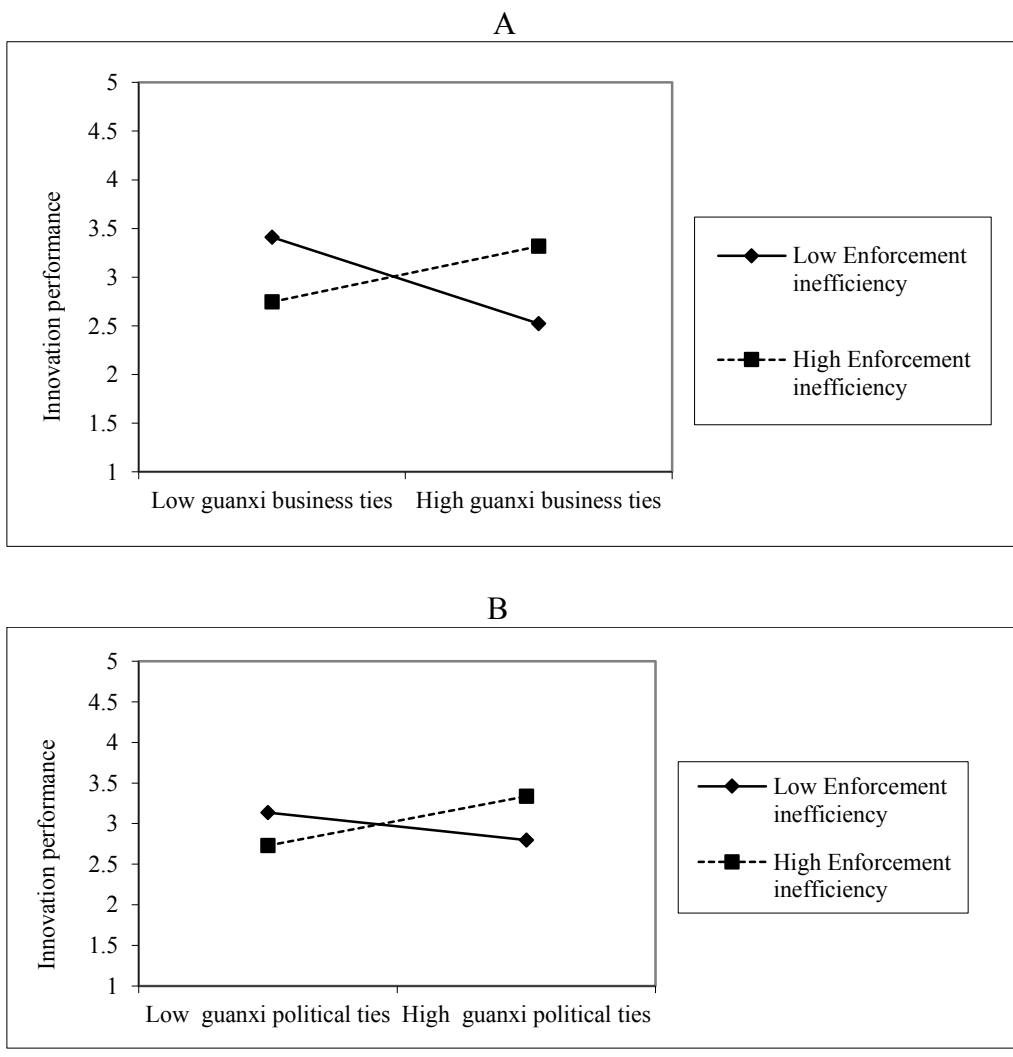 A
5
4.5
4
3.5
3
2.5
2
1.5
1
Innovation performance
Low guanxi business ties
High guanxi business ties
Low Enforcement
inefficiency
High Enforcement
inefficiency
B
5
4.5
4
3.5
3
2.5
2
1.5
1
Innovation performance
Low guanxi political ties
High guanxi political ties
Low Enforcement
inefficiency
High Enforcement
inefficiency